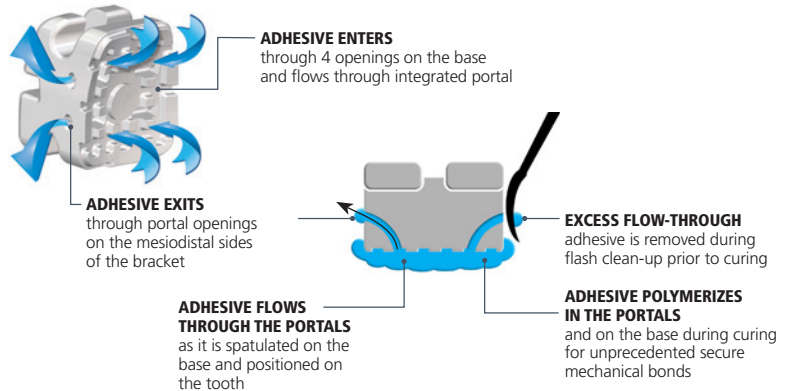 ADHESIVE ENTERS
through 4 openings on the base
and flows through integrated portal
ADHESIVE EXITS
through portal openings
on the mesiodistal sides
of the bracket
ADHESIVE FLOWS
THROUGH THE PORTALS
as it is spatulated on the
base and positioned on
the tooth
EXCESS FLOW-THROUGH
adhesive is removed during
flash clean-up prior to curing
ADHESIVE POLYMERIZES
IN THE PORTALS
and on the base during curing
for unprecedented secure
mechanical bonds